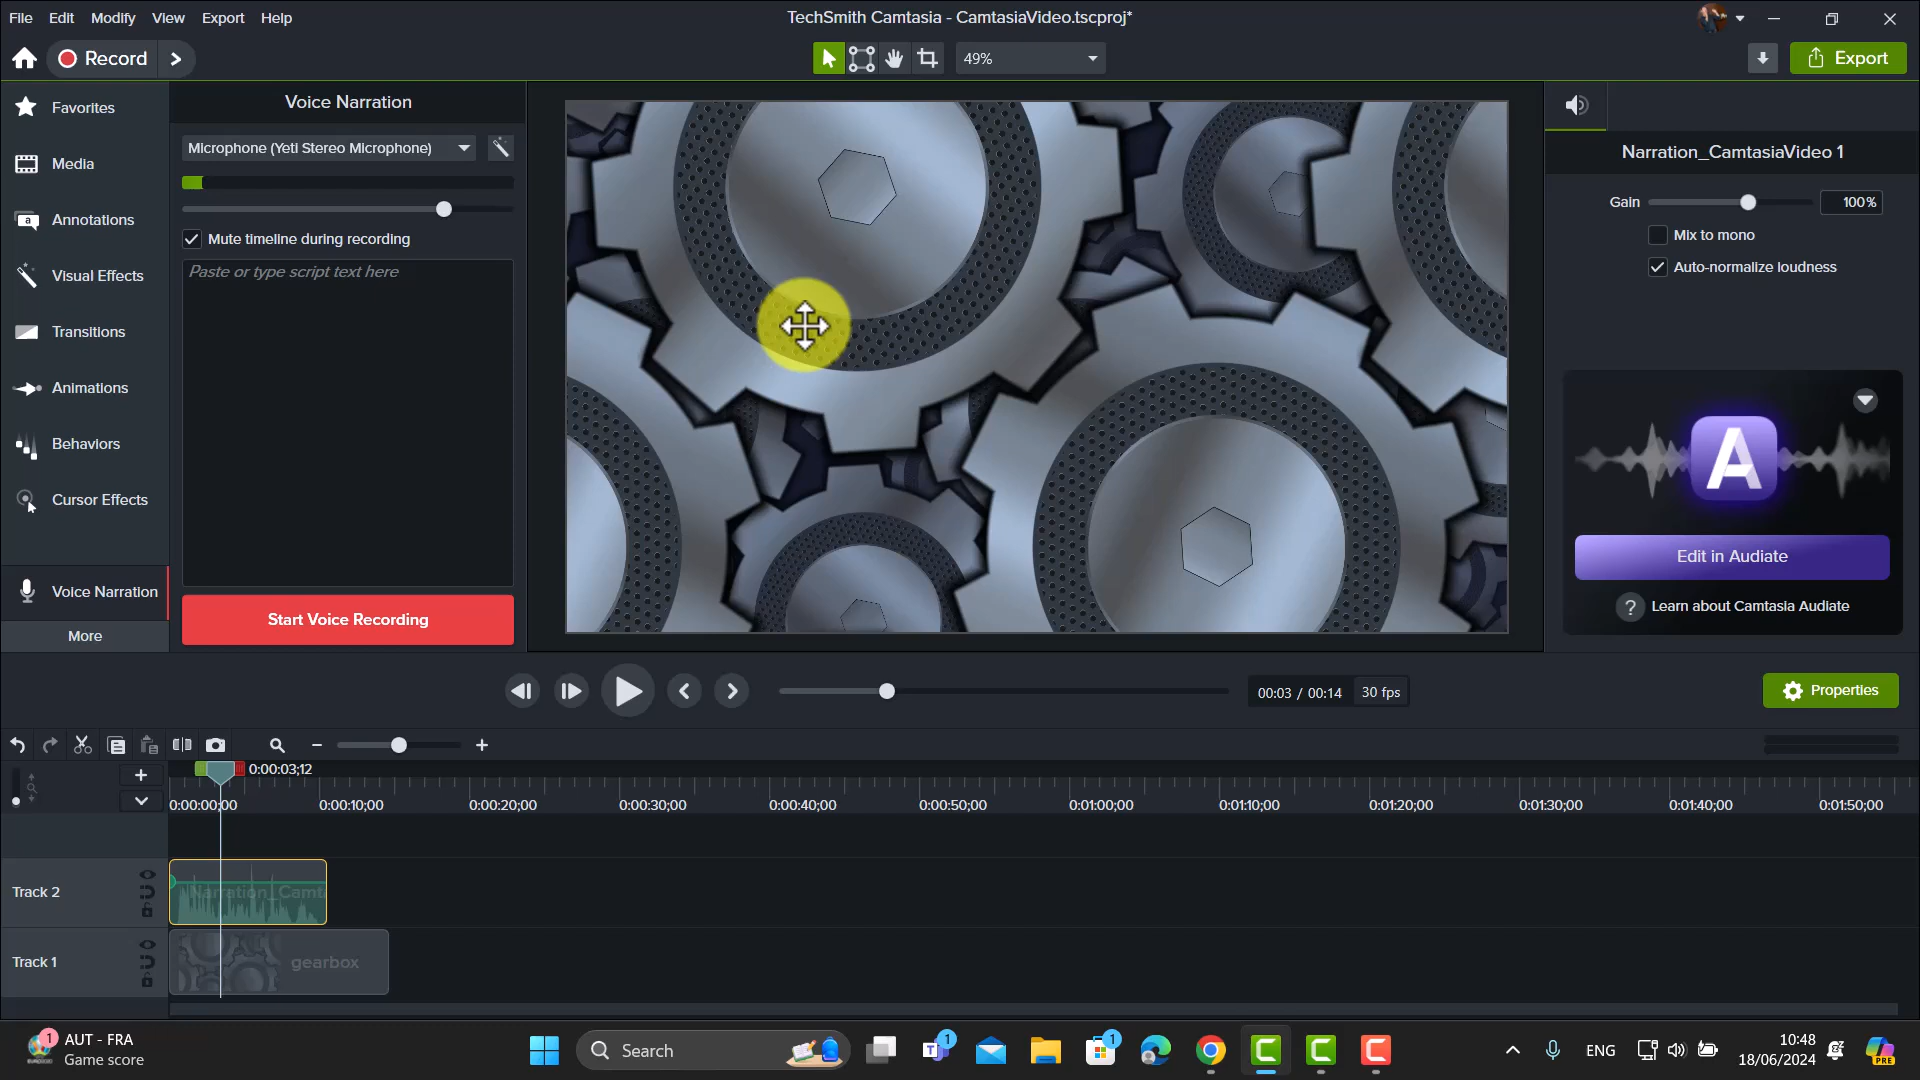 File Edit Modify View Export Help
TechSmith Camtasia - CamtasiaVideo.tscproj*
Record
49%
Export
Favorites
Media
Annotations
Visual Effects
Transitions
Animations
Behaviors
Cursor Effects
Voice Narration
More
Voice Narration
Microphone (Yeti Stereo Microphone)
Mute timeline during recording
Paste or type script text here
Start Voice Recording
Narration_CamtasiaVideo 1
Gain 100%
Mix to mono
Auto-normalize loudness
A
Edit in Audiate
? Learn about Camtasia Audiate
00:03 / 00:14 30 fps
Properties
0:00:03;12
0:00:00;00 0:00:10;00 0:00:20;00 0:00:30;00 0:00:40;00 0:00:50;00 0:01:00;00 0:01:10;00 0:01:20;00 0:01:30;00 0:01:40;00 0:01:50;00
Track 2
Narration_Camt
Track 1
gearbox
1 AUT - FRA
Game score
Search
1
1
ENG
10:48
18/06/2024
PRE